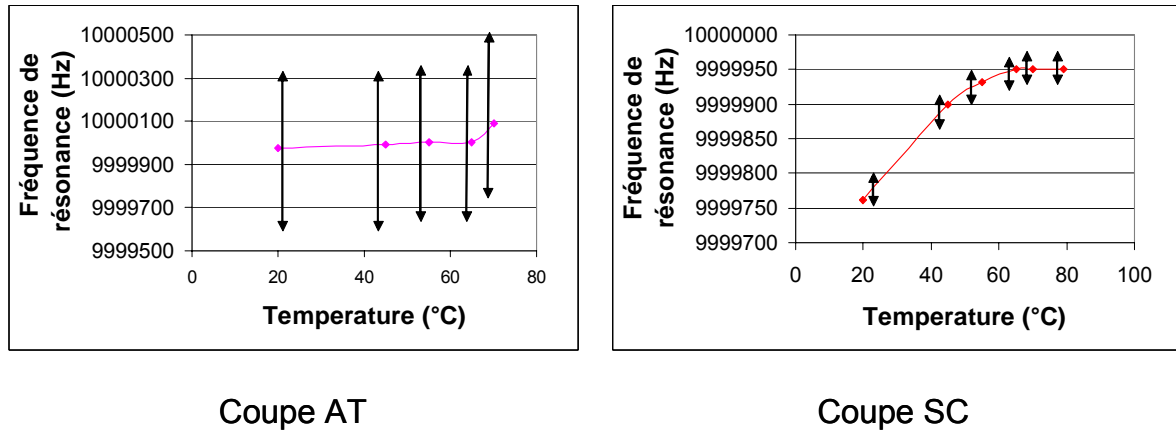 Fréquence de
résonance (Hz)
10000500
10000300
10000100
9999900
9999700
9999500
0 20 40 60 80
Temperature (°C)
Coupe AT
Fréquence de
résonance (Hz)
10000000
9999950
9999900
9999850
9999800
9999750
9999700
0 20 40 60 80 100
Temperature (°C)
Coupe SC